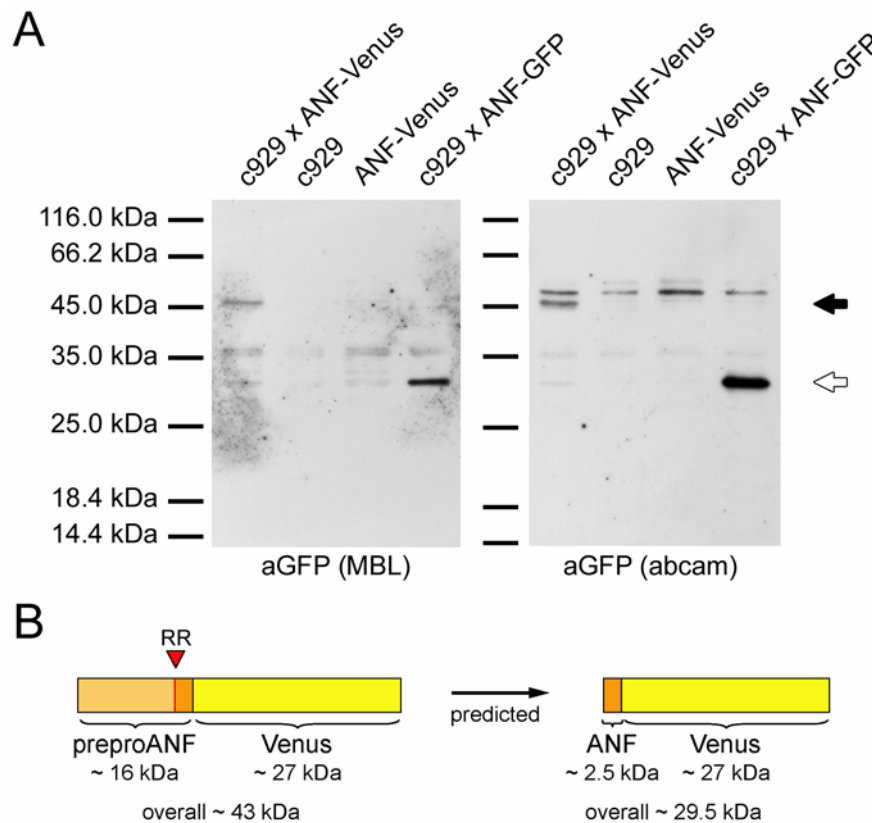 A
c929 x ANF-Venus
c929
ANF-Venus
c929 x ANF-GFP
c929 x ANF-Venus
c929
ANF-Venus
c929 x ANF-GFP
116.0 kDa
66.2 kDa
45.0 kDa
35.0 kDa
25.0 kDa
18.4 kDa
14.4 kDa
aGFP (MBL)
aGFP (abcam)
B
RR
predicted
preproANF
Venus
~ 16 kDa
~ 27 kDa
overall ~ 43 kDa
ANF
Venus
~ 2.5 kDa
~ 27 kDa
overall ~ 29.5 kDa